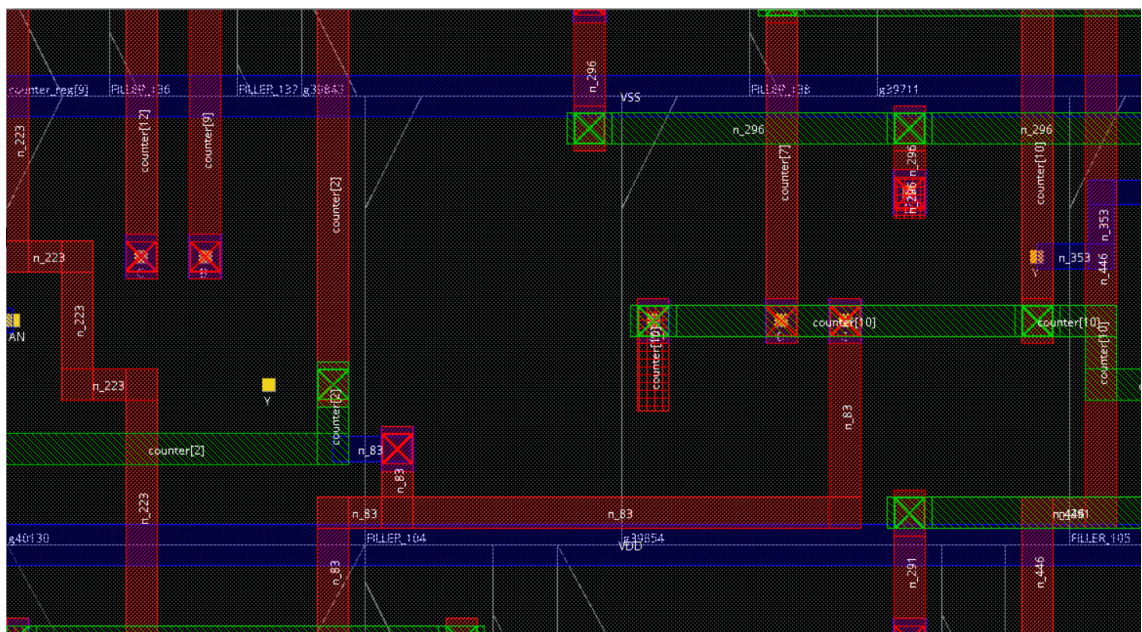 n_296
counter_reg[9]
FILLER_136
FILLER_137
g39843
FILLER_138
g39711
VSS
n_223
counter[12]
counter[9]
n_296
n_296
n_296
counter[7]
counter[10]
counter[2]
n_296
n_353
n_223
n_353
n_446
Y
n_223
AN
counter[10]
counter[10]
counter[10]
counter[10]
n_223
Y
counter[2]
n_83
counter[2]
n_83
n_83
n_223
n_83
n_83
g40130
FILLER_104
g39854
VDD
FILLER_105
n_83
n_291
n_446